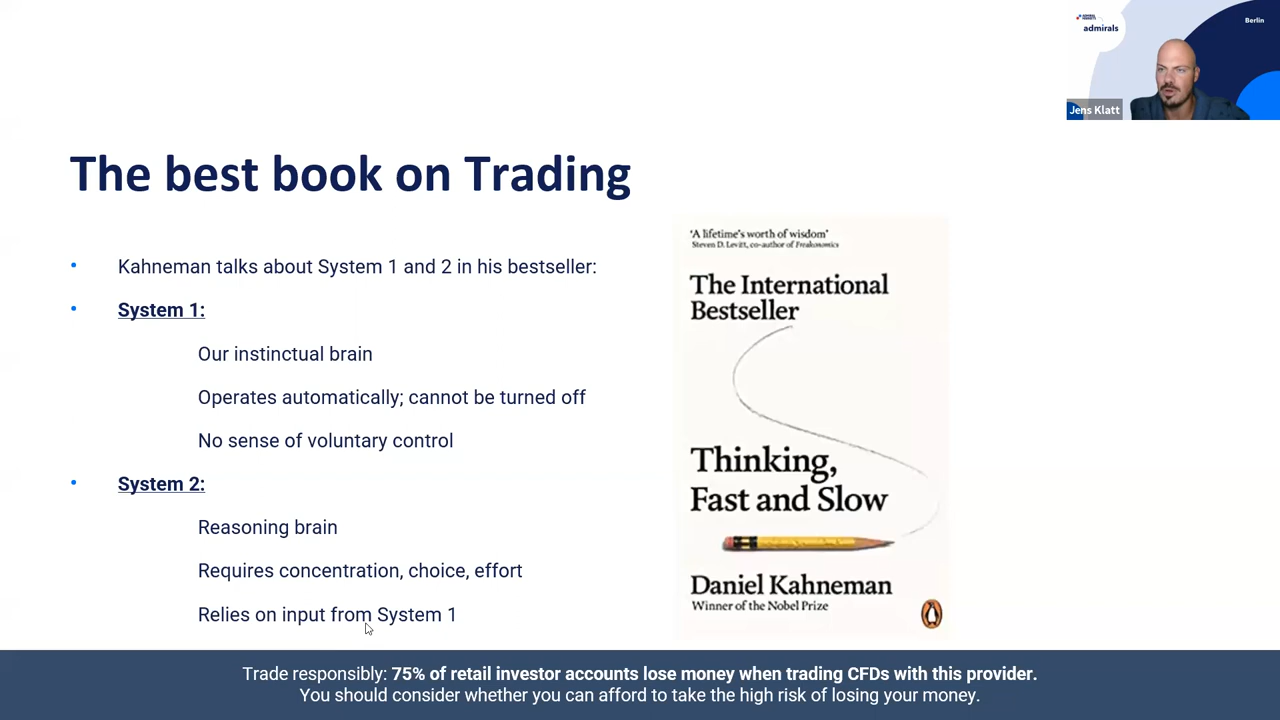 admirals
Berlin
Jens Klatt
The best book on Trading
• Kahneman talks about System 1 and 2 in his bestseller:
• System 1:
Our instinctual brain
Operates automatically; cannot be turned off
No sense of voluntary control
• System 2:
Reasoning brain
Requires concentration, choice, effort
Relies on input from System 1
‘A lifetime’s worth of wisdom’
Steven D. Levitt, co-author of Freakonomics
The International
Bestseller
Thinking,
Fast and Slow
Daniel Kahneman
Winner of the Nobel Prize
Trade responsibly: 75% of retail investor accounts lose money when trading CFDs with this provider.
You should consider whether you can afford to take the high risk of losing your money.